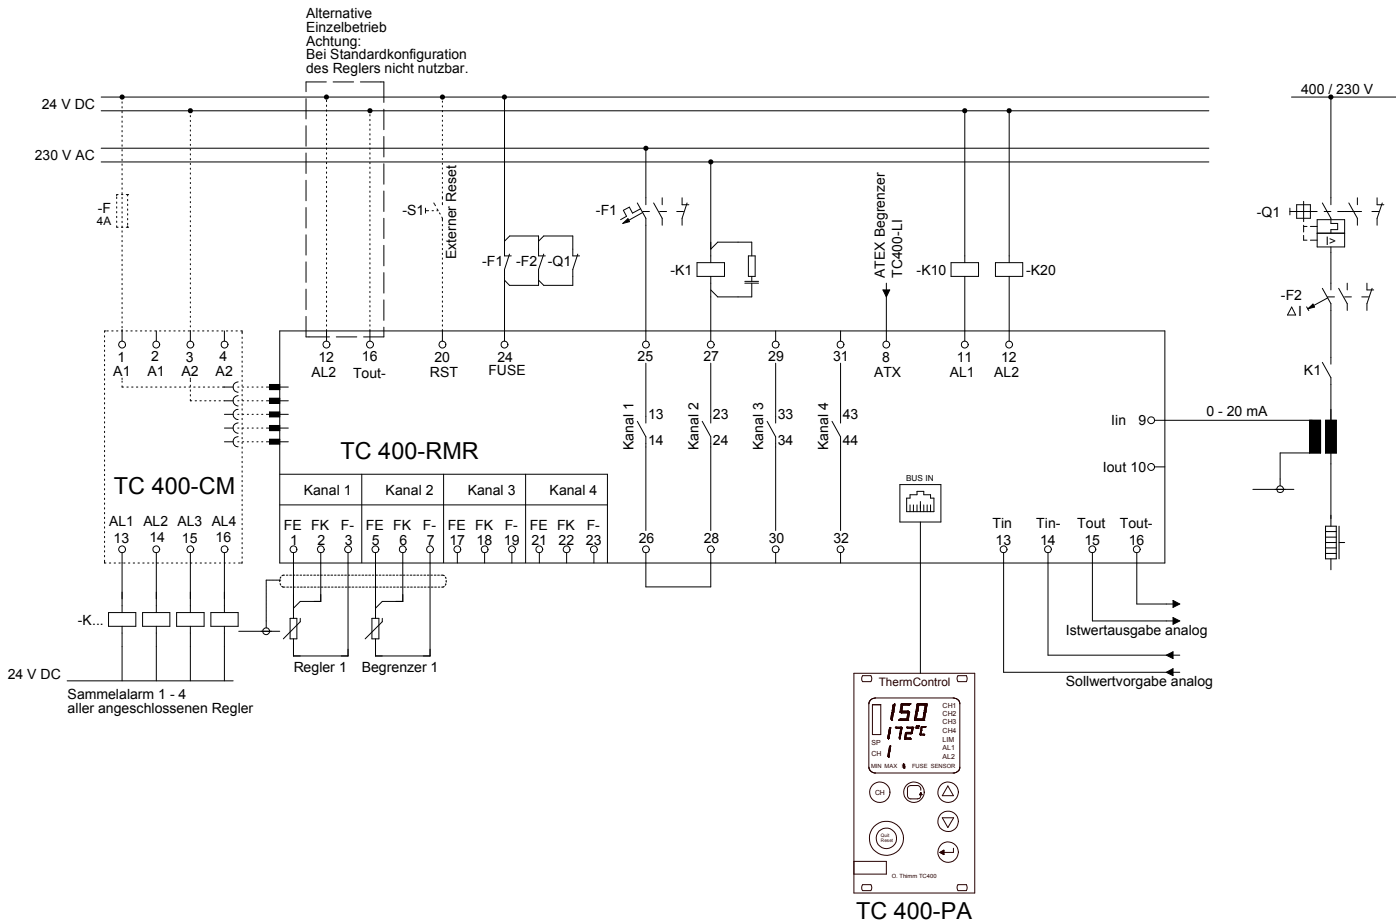 Alternative
Einzelbetrieb
Achtung:
Bei Standardkonfiguration
des Reglers nicht nutzbar.
24 V DC
400 / 230 V
230 V AC
-F
4A
-S1
Externer Reset
-F1
-F2
-Q1
-F1
-K1
ATEX Begrenzer
TC400-LI
-K10
-K20
-Q1
I>
-F2
△I
K1
1 2 3 4
A1 A1 A2 A2
12 16 20 24 25 27 29 31 8 11 12
AL2 Tout- RST FUSE ATX AL1 AL2
Kanal 1 13 14
Kanal 2 23 24
Kanal 3 33 34
Kanal 4 43 44
Iin 9
0 - 20 mA
Iout 10
TC 400-RMR
TC 400-CM
BUS IN
Kanal 1 Kanal 2 Kanal 3 Kanal 4
AL1 AL2 AL3 AL4
13 14 15 16
FE FK F- FE FK F- FE FK F- FE FK F-
1 2 3 5 6 7 17 18 19 21 22 23
26 28 30 32
Tin Tin- Tout Tout-
13 14 15 16
-K...
Istwertausgabe analog
Regler 1
Begrenzer 1
24 V DC
Sollwertvorgabe analog
Sammelalarm 1 - 4
aller angeschlossenen Regler
ThermControl
150
172°C
SP
CH 1
CH1
CH2
CH3
CH4
LIM
AL1
AL2
MIN MAX FUSE SENSOR
CH
Quit
Reset
O. Thimm TC400
TC 400-PA